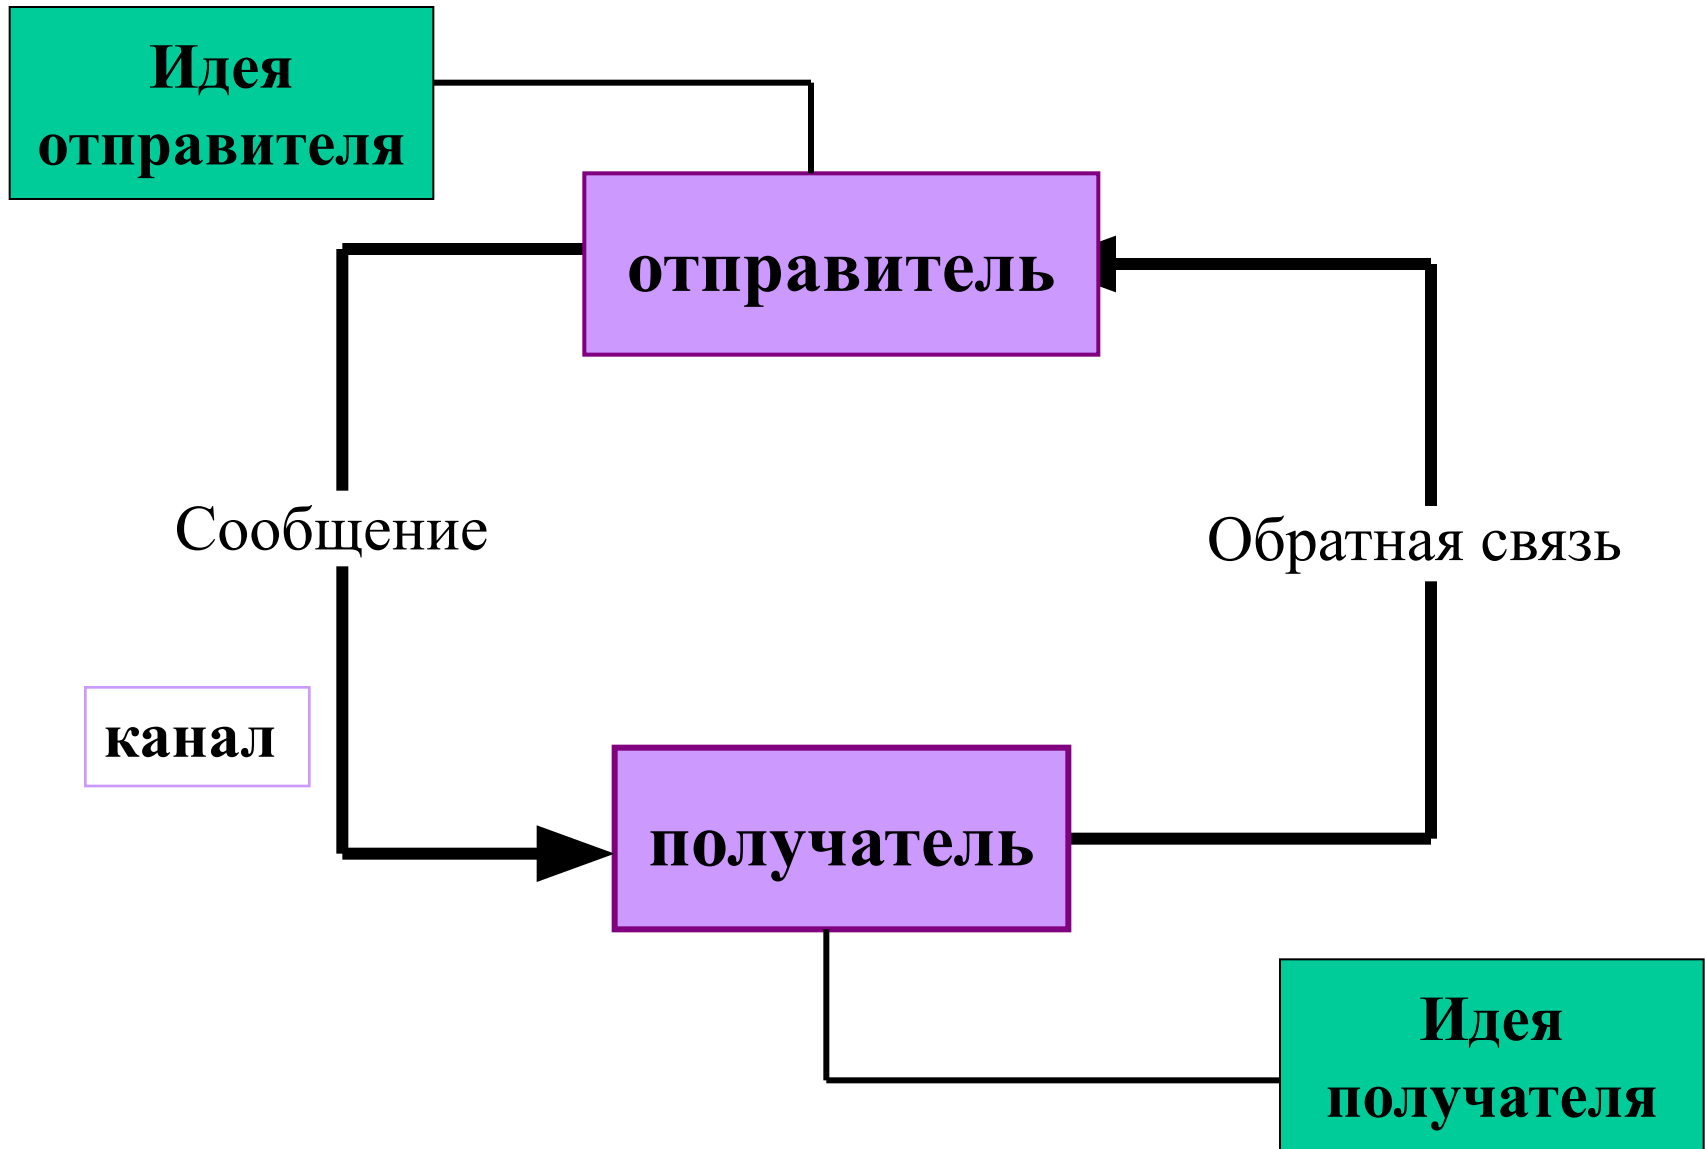 Идея
отправителя
отправитель
Сообщение
Обратная связь
канал
получатель
Идея
получателя